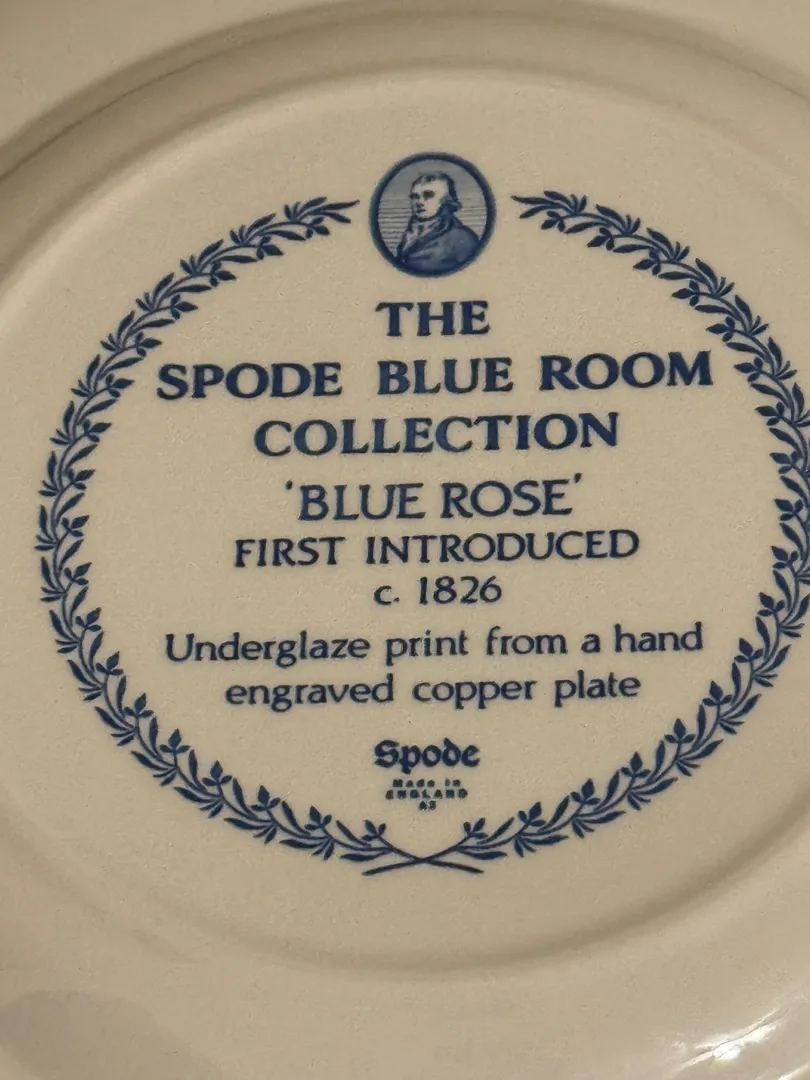 THE
SPODE BLUE ROOM
COLLECTION
'BLUE ROSE'
FIRST INTRODUCED
c. 1826
Underglaze print from a hand
engraved copper plate
Spode
Made in
ENGLAND